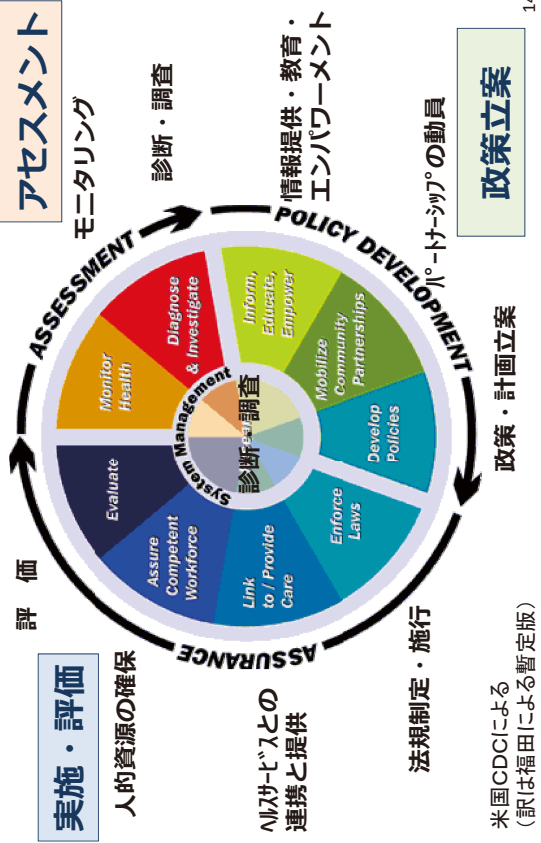 アセスメント
モニタリング
診断・調査
情報提供・教育・
エンパワーメント
パートナーシップの動員
政策立案
政策・計画立案
法規制定・施行
ヘルスサービスとの
連携と提供
人的資源の確保
実施・評価
評　価
ASSESSMENT
POLICY DEVELOPMENT
ASSURANCE
Monitor
Health
Diagnose
& Investigate
Inform,
Educate,
Empower
Mobilize
Community
Partnerships
Develop
Policies
Enforce
Laws
Link
to / Provide
Care
Assure
Competent
Workforce
Evaluate
System Management
診断・調査
米国CDCによる
（訳は福田による暫定版）
14